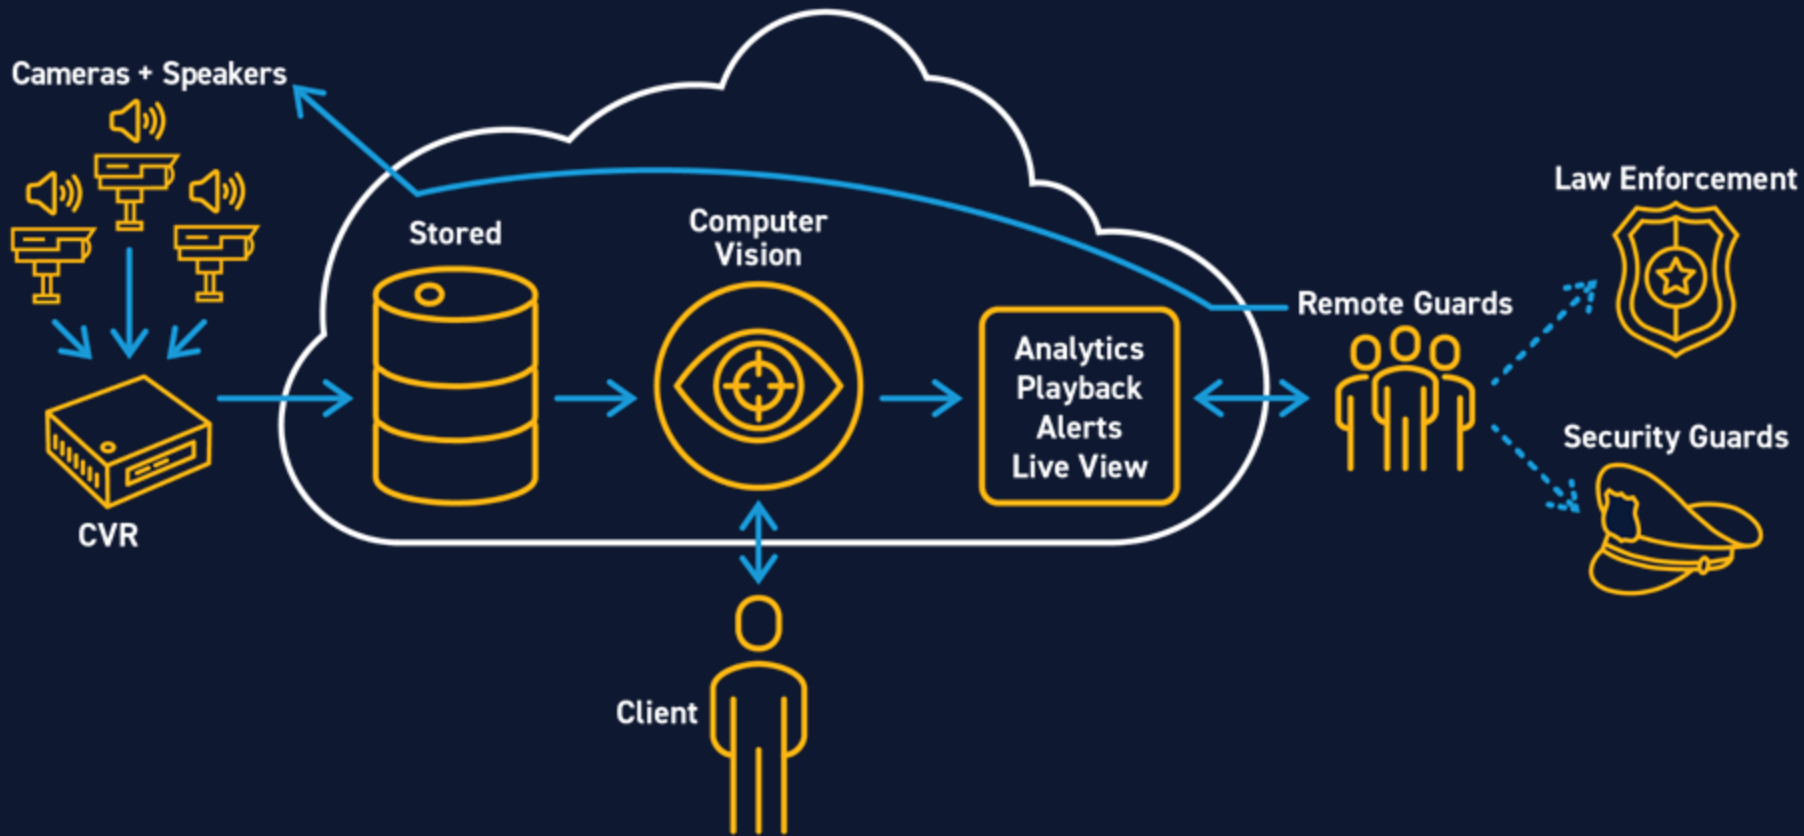 Cameras + Speakers
Stored
Computer
Vision
Analytics
Playback
Alerts
Live View
Remote Guards
Law Enforcement
Security Guards
CVR
Client